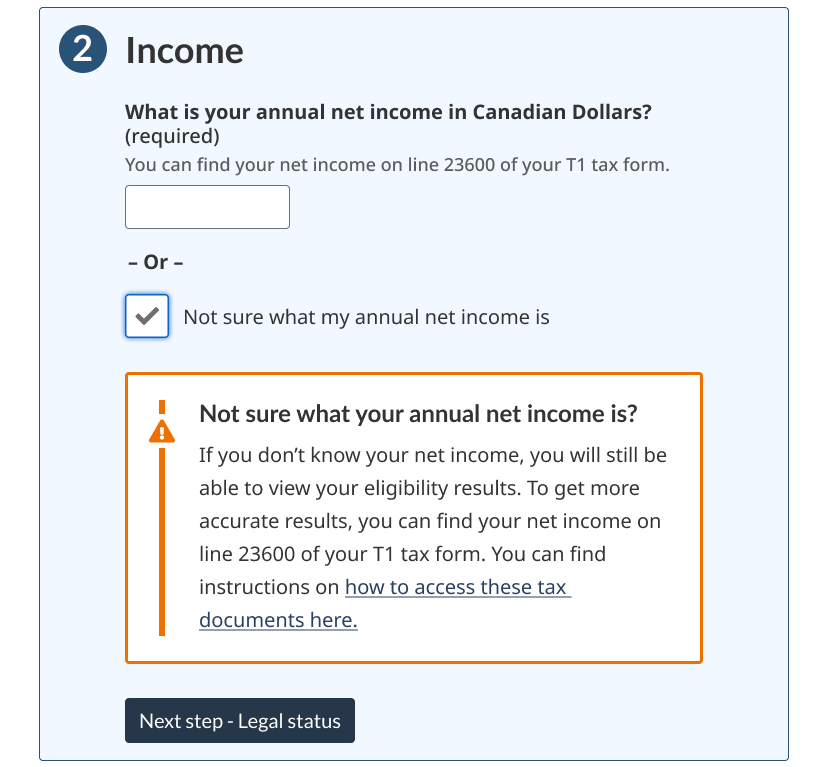 2 Income
What is your annual net income in Canadian Dollars?
(required)
You can find your net income on line 23600 of your T1 tax form.
– Or –
Not sure what my annual net income is
Not sure what your annual net income is?
If you don’t know your net income, you will still be
able to view your eligibility results. To get more
accurate results, you can find your net income on
line 23600 of your T1 tax form. You can find
instructions on how to access these tax
documents here.
Next step - Legal status